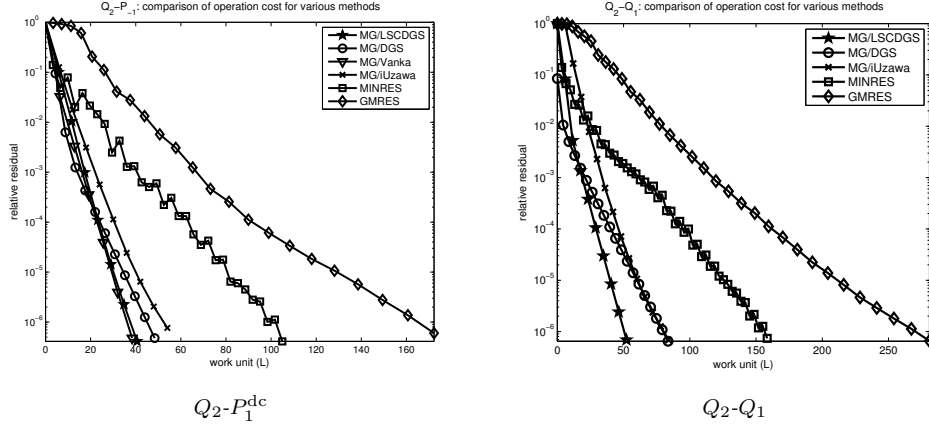 Q2−P−1: comparison of operation cost for various methods
10^0
10^−1
10^−2
10^−3
10^−4
10^−5
10^−6
relative residual
0 20 40 60 80 100 120 140 160
work unit (L)
MG/LSCDGS
MG/DGS
MG/Vanka
MG/iUzawa
MINRES
GMRES
Q2-P1^dc
Q2−Q1: comparison of operation cost for various methods
10^0
10^−1
10^−2
10^−3
10^−4
10^−5
10^−6
relative residual
0 50 100 150 200 250
work unit (L)
MG/LSCDGS
MG/DGS
MG/iUzawa
MINRES
GMRES
Q2-Q1